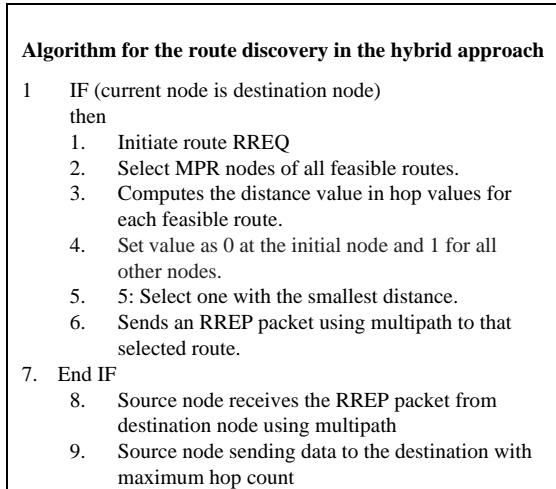 Algorithm for the route discovery in the hybrid approach
1 IF (current node is destination node)
then
1. Initiate route RREQ
2. Select MPR nodes of all feasible routes.
3. Computes the distance value in hop values for
each feasible route.
4. Set value as 0 at the initial node and 1 for all
other nodes.
5. 5: Select one with the smallest distance.
6. Sends an RREP packet using multipath to that
selected route.
7. End IF
8. Source node receives the RREP packet from
destination node using multipath
9. Source node sending data to the destination with
maximum hop count